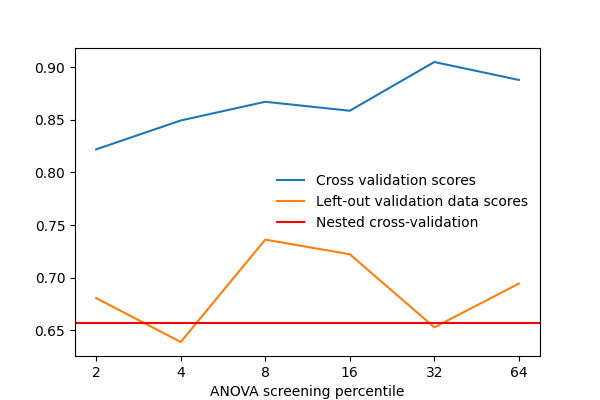 0.90
0.85
0.80
0.75
0.70
0.65
Cross validation scores
Left-out validation data scores
Nested cross-validation
2 4 8 16 32 64
ANOVA screening percentile